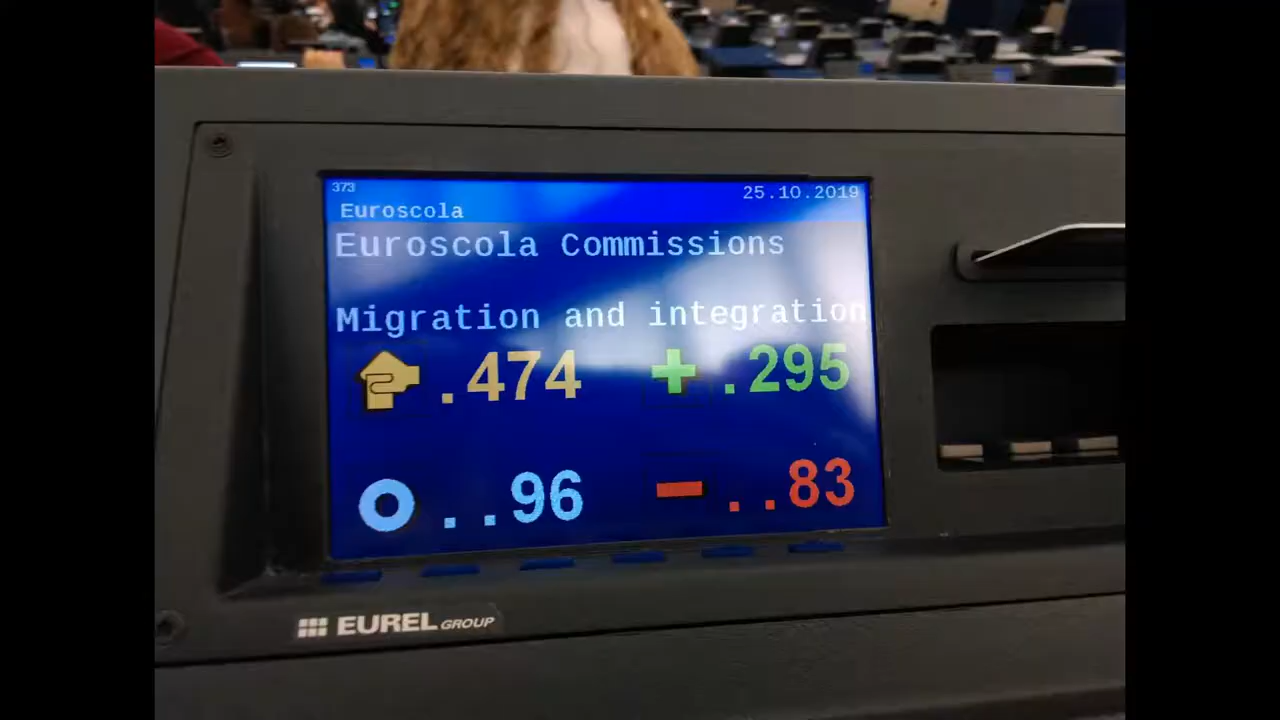 373
25.10.2019
Euroscola
Euroscola Commissions
Migration and integration
.474 + .295
..96 - ..83
EUREL GROUP